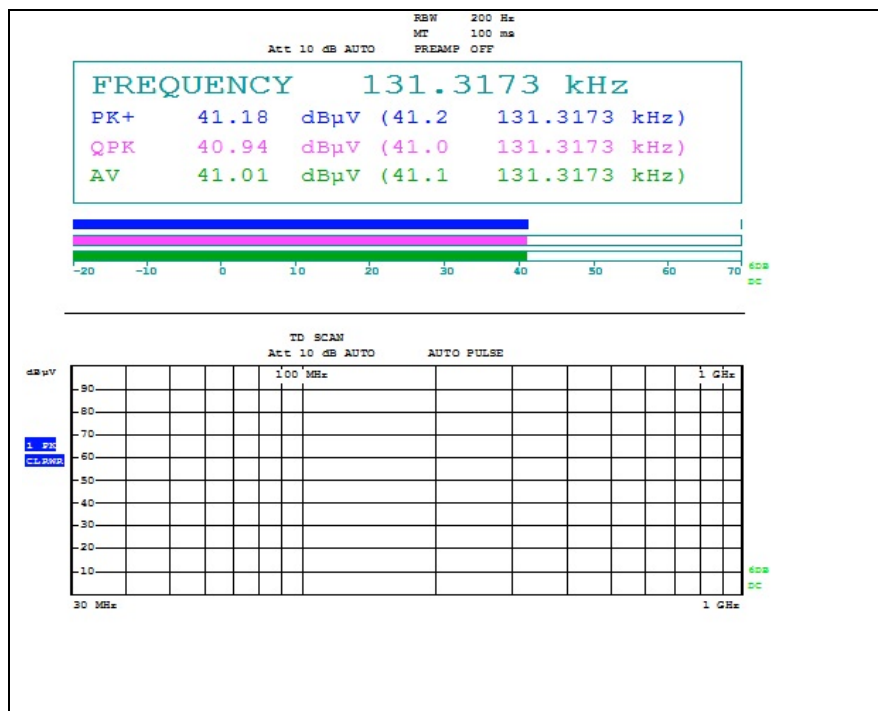 RBW 200 Hz
MT 100 ms
Att 10 dB AUTO PREAMP OFF
FREQUENCY 131.3173 kHz
PK+ 41.18 dBµV (41.2 131.3173 kHz)
QPK 40.94 dBµV (41.0 131.3173 kHz)
AV 41.01 dBµV (41.1 131.3173 kHz)
-20 -10 0 10 20 30 40 50 60 70
6DB
DC
TD SCAN
Att 10 dB AUTO AUTO PULSE
dBµV
100 MHz 1 GHz
90
80
70
1 PK
60
CLRWR
50
40
30
20
10
6DB
DC
30 MHz 1 GHz